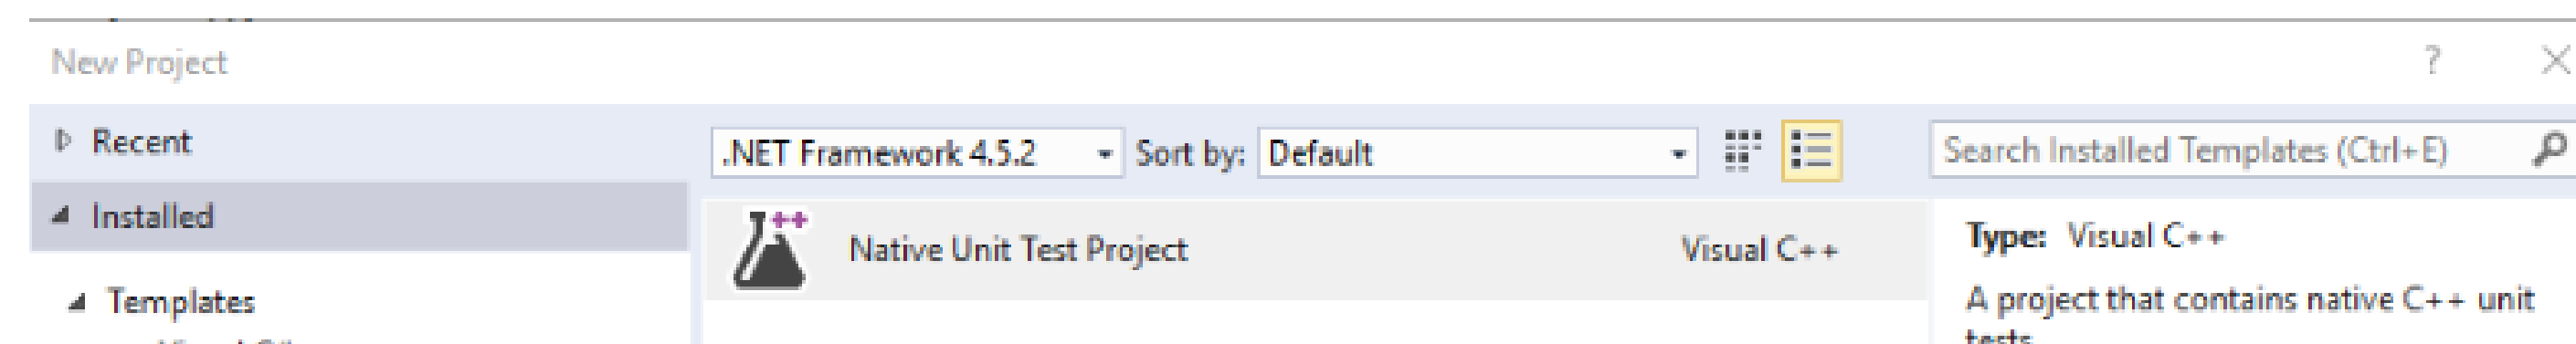 New Project
?
Recent
.NET Framework 4.5.2
Sort by: Default
Search Installed Templates (Ctrl+E)
Installed
Native Unit Test Project
Visual C++
Type: Visual C++
Templates
A project that contains native C++ unit
tests